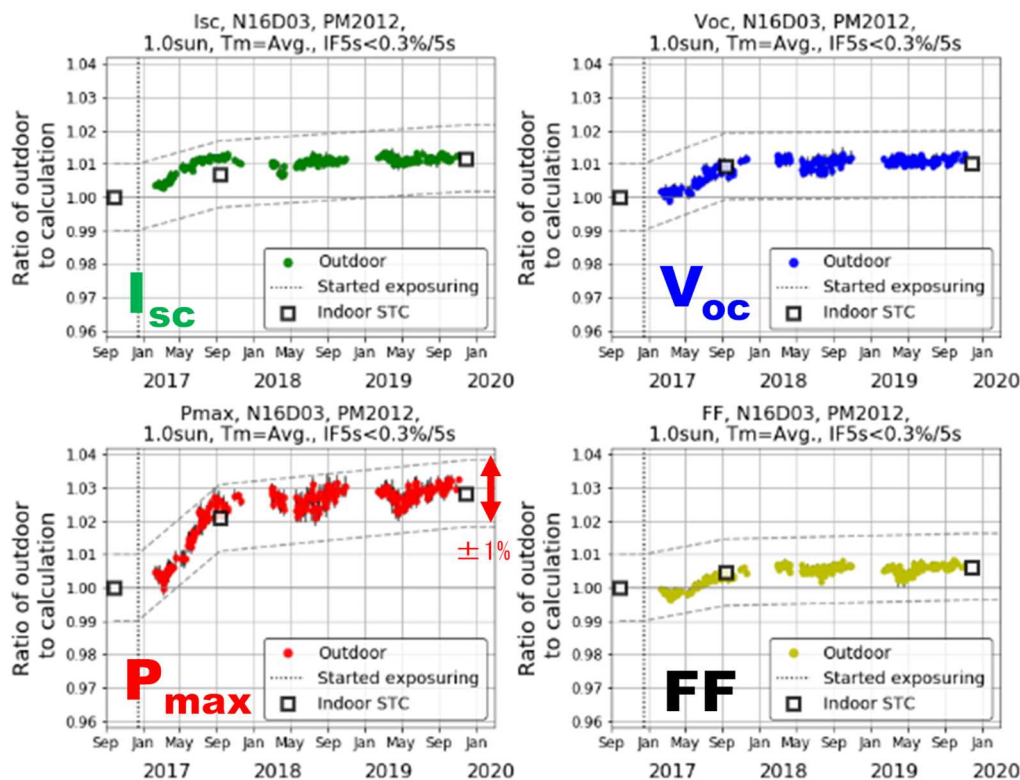 Isc, N16D03, PM2012,
1.0sun, Tm=Avg., IF5s<0.3%/5s
Ratio of outdoor
to calculation
1.04
1.03
1.02
1.01
1.00
0.99
0.98
0.97
0.96
Isc
Outdoor
Started exposuring
Indoor STC
Sep Jan May Sep Jan May Sep Jan May Sep Jan
2017 2018 2019 2020
Voc, N16D03, PM2012,
1.0sun, Tm=Avg., IF5s<0.3%/5s
Ratio of outdoor
to calculation
1.04
1.03
1.02
1.01
1.00
0.99
0.98
0.97
0.96
Voc
Outdoor
Started exposuring
Indoor STC
Sep Jan May Sep Jan May Sep Jan May Sep Jan
2017 2018 2019 2020
Pmax, N16D03, PM2012,
1.0sun, Tm=Avg., IF5s<0.3%/5s
Ratio of outdoor
to calculation
1.04
1.03
1.02
1.01
1.00
0.99
0.98
0.97
0.96
±1%
Pmax
Outdoor
Started exposuring
Indoor STC
Sep Jan May Sep Jan May Sep Jan May Sep Jan
2017 2018 2019 2020
FF, N16D03, PM2012,
1.0sun, Tm=Avg., IF5s<0.3%/5s
Ratio of outdoor
to calculation
1.04
1.03
1.02
1.01
1.00
0.99
0.98
0.97
0.96
FF
Outdoor
Started exposuring
Indoor STC
Sep Jan May Sep Jan May Sep Jan May Sep Jan
2017 2018 2019 2020